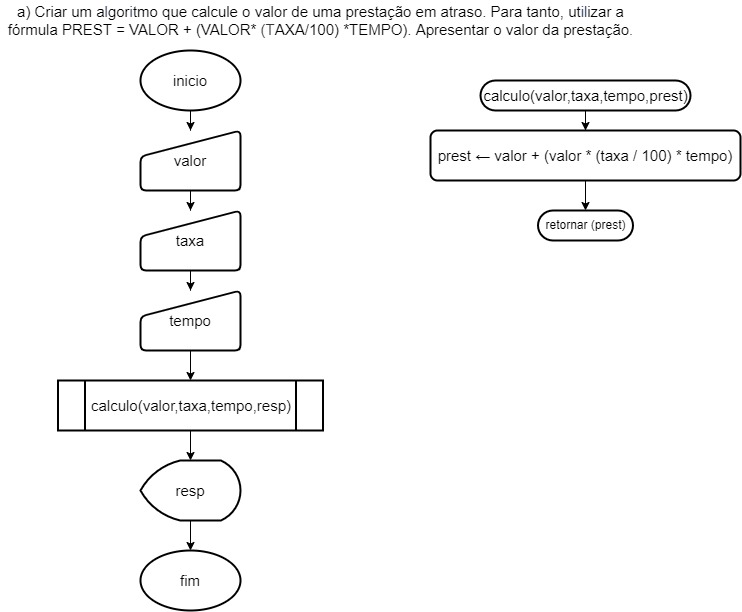 a) Criar um algoritmo que calcule o valor de uma prestação em atraso. Para tanto, utilizar a
fórmula PREST = VALOR + (VALOR* (TAXA/100) *TEMPO). Apresentar o valor da prestação.
inicio
valor
taxa
tempo
calculo(valor,taxa,tempo,resp)
resp
fim
calculo(valor,taxa,tempo,prest)
prest ← valor + (valor * (taxa / 100) * tempo)
retornar (prest)